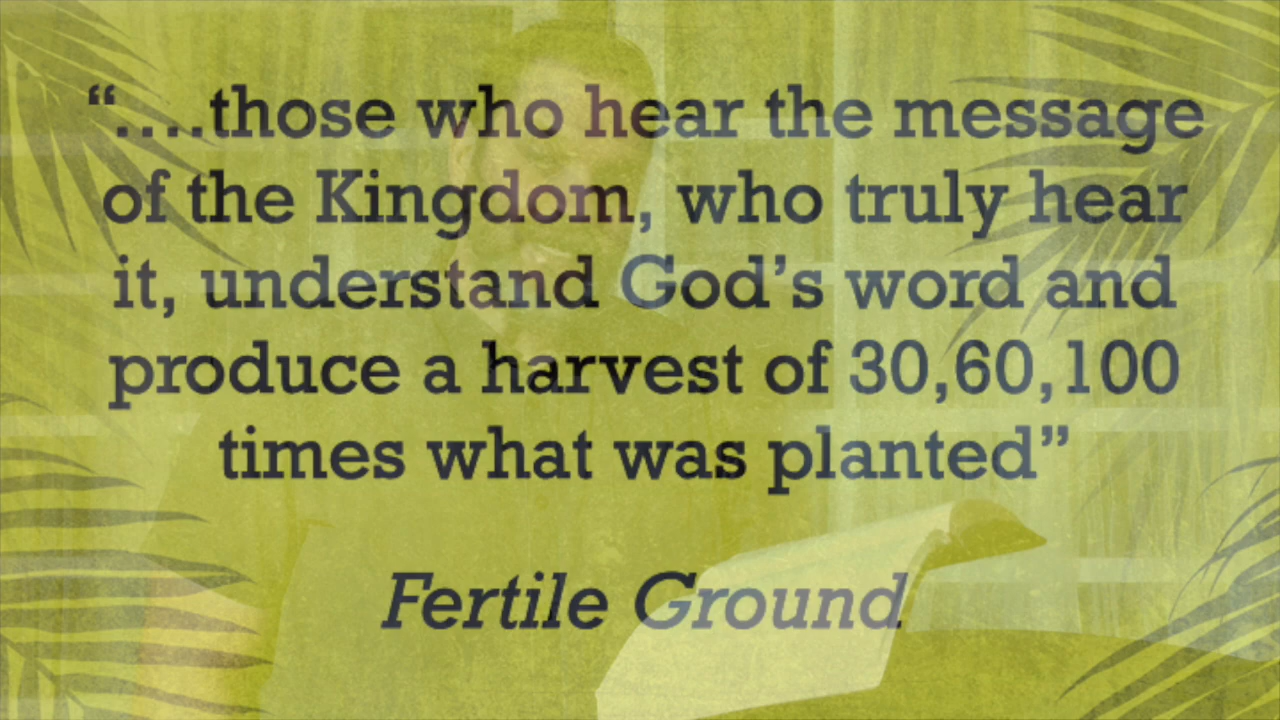 “....those who hear the message
of the Kingdom, who truly hear
it, understand God’s word and
produce a harvest of 30,60,100
times what was planted”
Fertile Ground